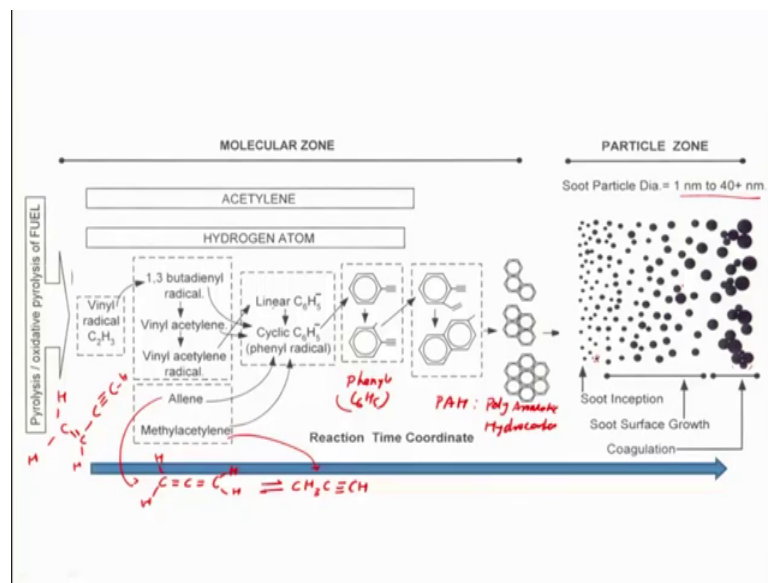 MOLECULAR ZONE
PARTICLE ZONE
Soot Particle Dia.= 1 nm to 40+ nm
ACETYLENE
HYDROGEN ATOM
Pyrolysis / oxidative pyrolysis of FUEL
Vinyl
radical
C2H3
1,3 butadienyl
radical.
Vinyl acetylene
Vinyl acetylene
radical.
Allene
Methylacetylene
Linear C6H5
Cyclic C6H5
(phenyl radical)
Phenyl
PAH : Poly Aromatic
Reaction Time Coordinate
Soot Inception
Soot Surface Growth
Coagulation
H
H
H
C=C
C≡C-H
H
H
C=C=C
H
H
⇌ CH3C≡CH